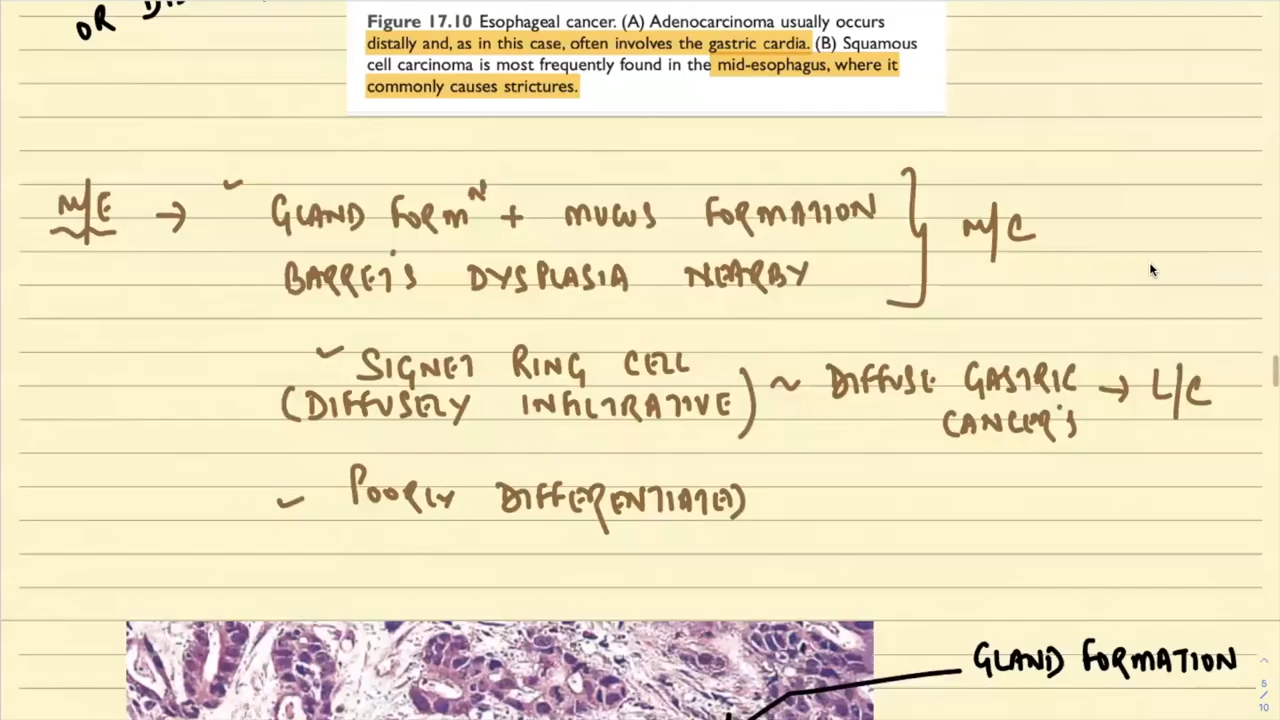 OR
Figure 17.10 Esophageal cancer. (A) Adenocarcinoma usually occurs
distally and, as in this case, often involves the gastric cardia. (B) Squamous
cell carcinoma is most frequently found in the mid-esophagus, where it
commonly causes strictures.
M/E → GLAND FORMᴺ + MUCUS FORMATION } M/C
BARRET'S DYSPLASIA NEARBY
SIGNET RING CELL
(DIFFUSELY INFILTRATIVE) ~ DIFFUSE GASTRIC → L/C
CANCER'S
POORLY DIFFERENTIATED
GLAND FORMATION
5
/
10